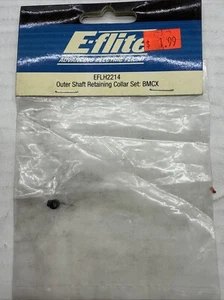 E-flite
$ 1.99
ADVANCING ELECTRIC FLIGHT
EFLH2214
Outer Shaft Retaining Collar Set: BMCX